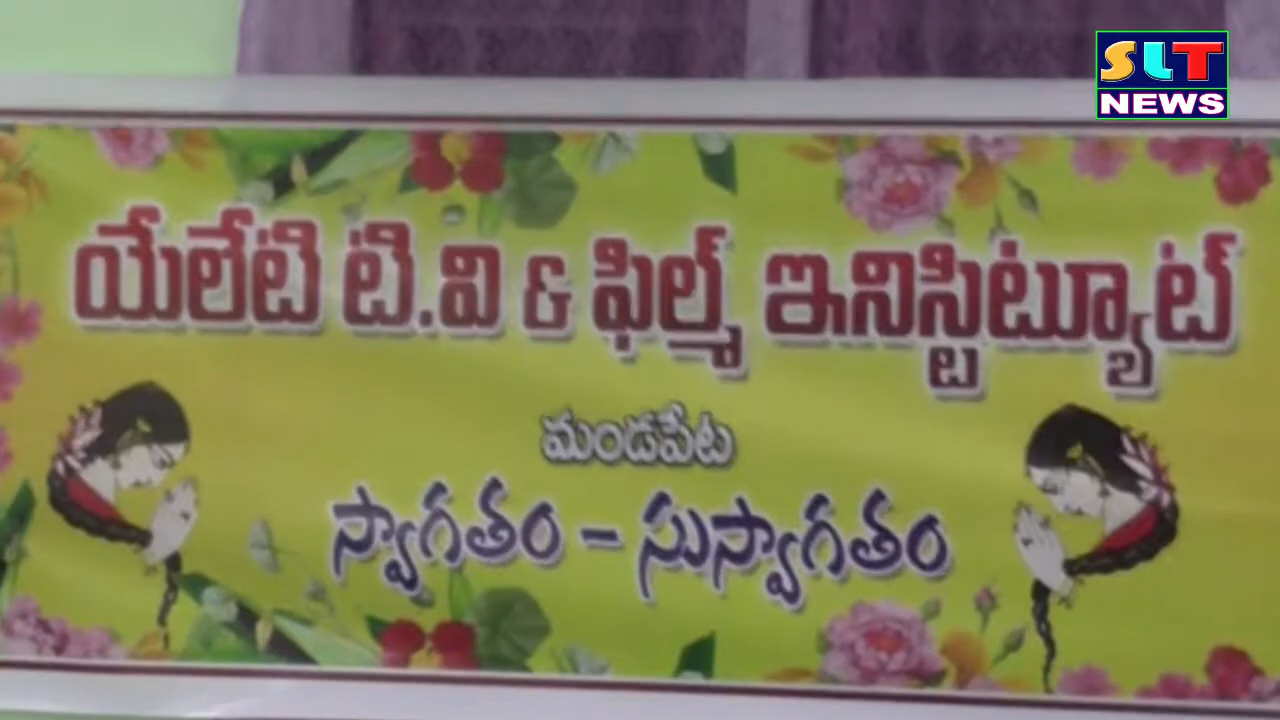 SLT
NEWS
యేలేటి టి.వి & ఫిల్మ్ ఇనిస్టిట్యూట్
మండపేట
స్వాగతం - సుస్వాగతం